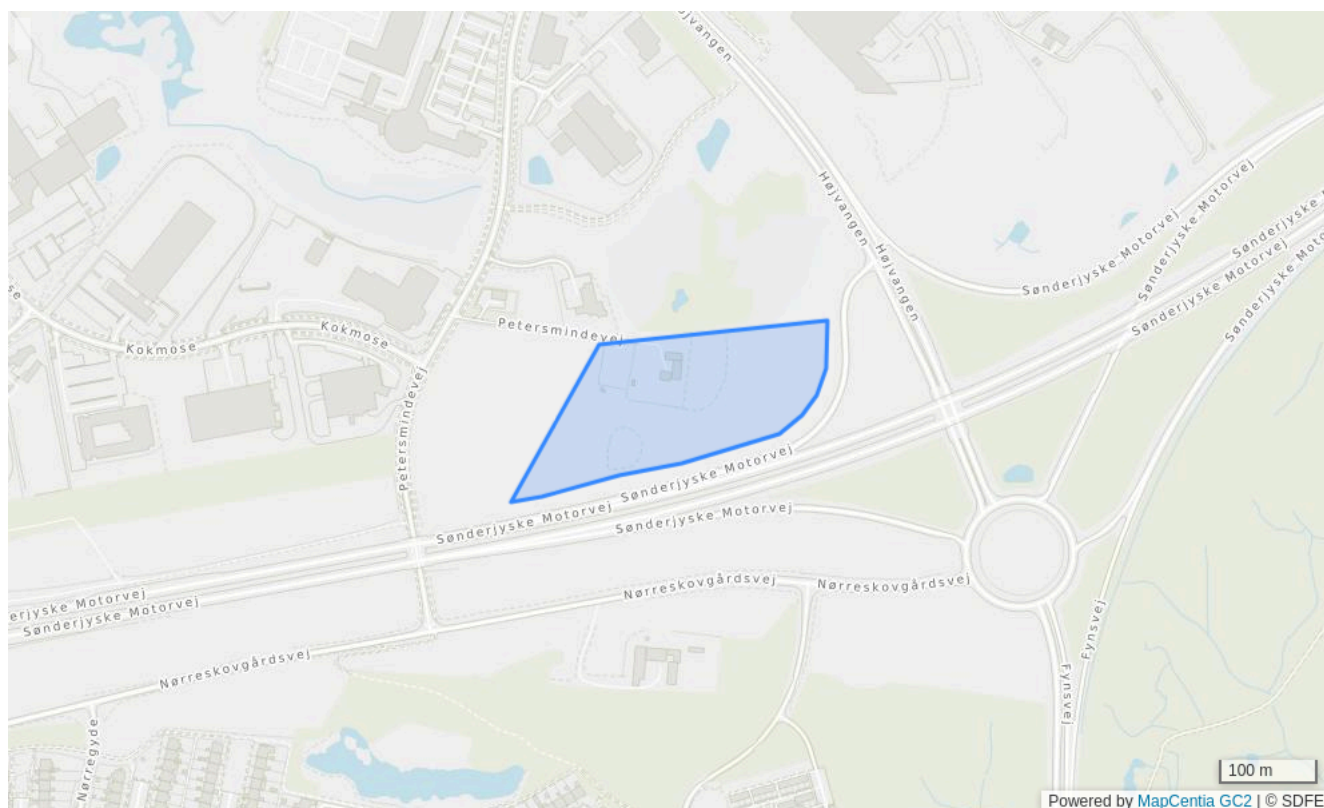 Højvangen
Højvangen
Højvangen
Sønderjyske Motorvej
Sønderjyske Motorvej
Sønderjyske
Sønderjyske Motorvej
Sønderjyske Motorvej
Petersmindevej
Kokmose
Kokmose
Petersmindevej
Sønderjyske Motorvej
Sønderjyske Motorvej
Sønderjyske Motorvej
erjyske Motorvej
Sønderjyske Motorvej
Nørreskovgårdsvej
Nørreskovgårdsvej
Nørreskovgårdsvej
Fynsvej
Fynsvej
Nørregyde
100 m
Powered by MapCentia GC2 | © SDFE